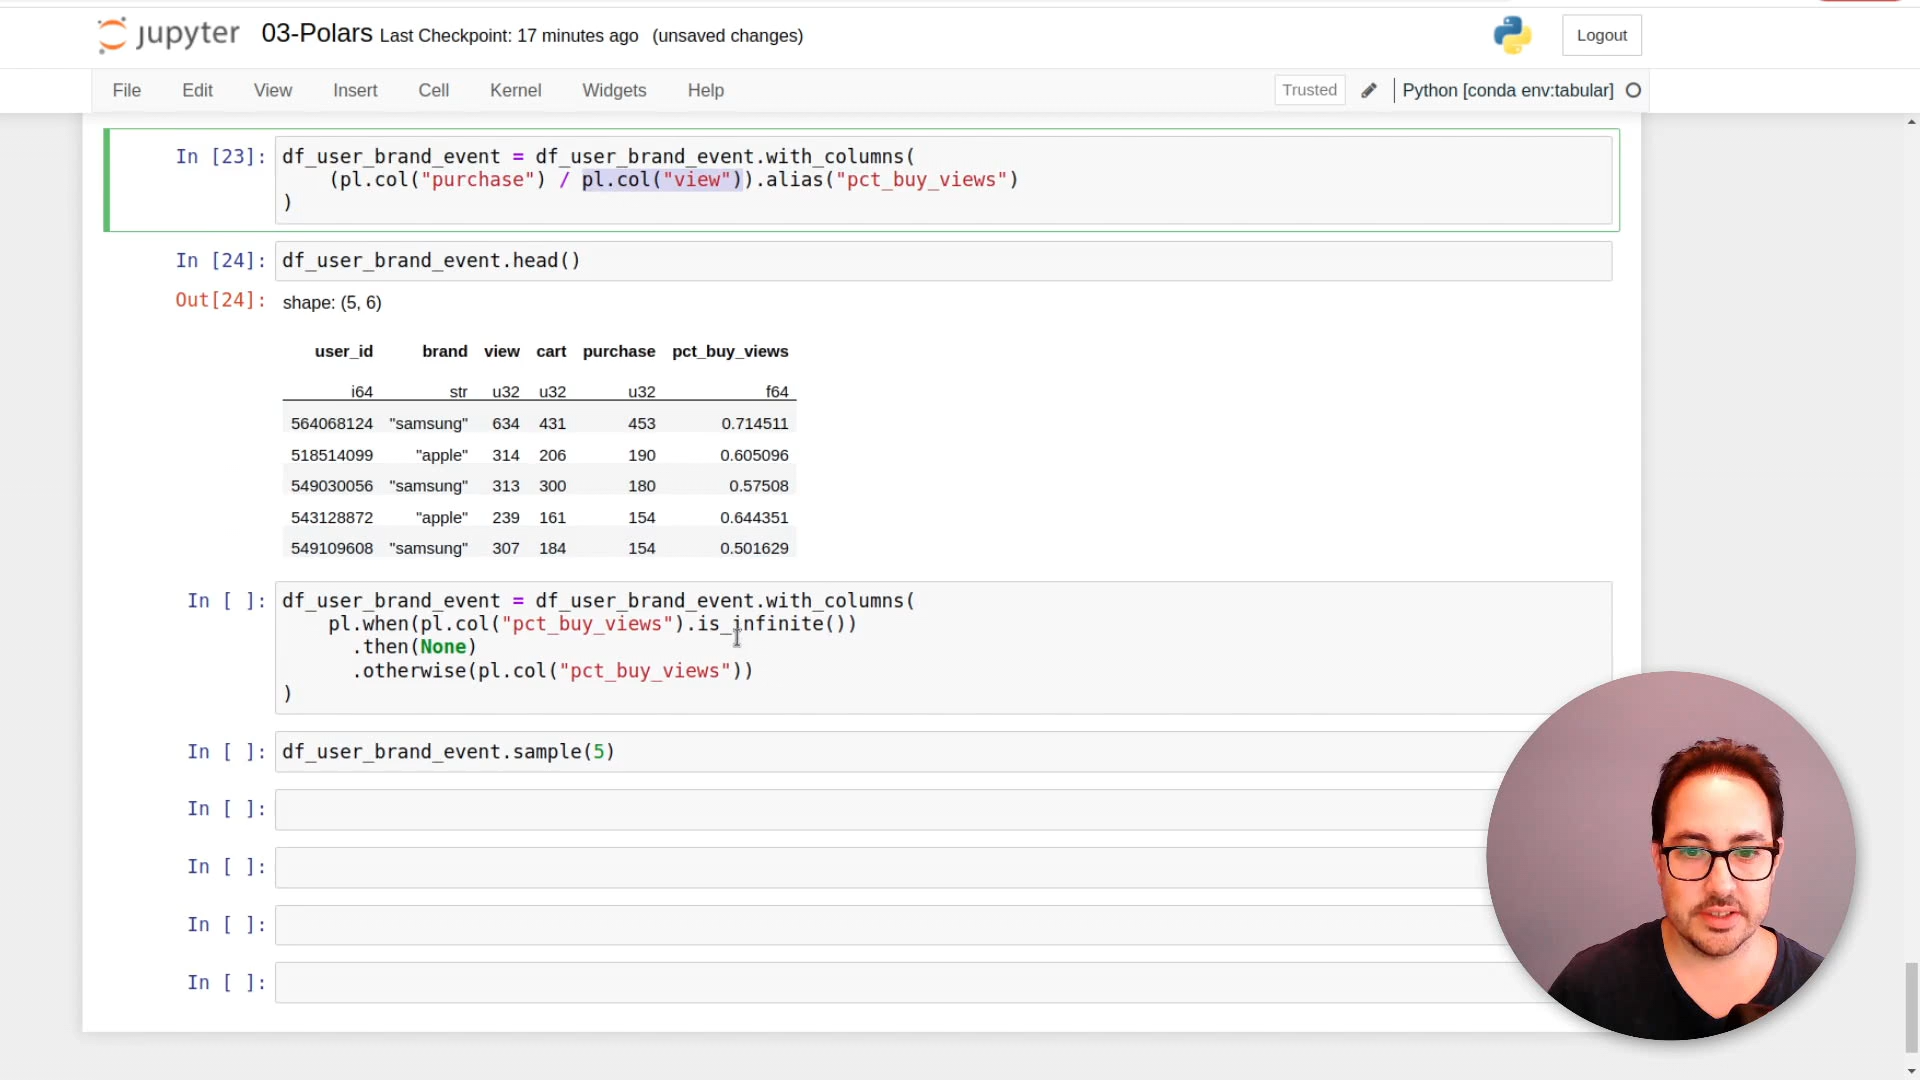 jupyter 03-Polars Last Checkpoint: 17 minutes ago (unsaved changes)
Logout
File Edit View Insert Cell Kernel Widgets Help
Trusted
Python [conda env:tabular]
In [23]: df_user_brand_event = df_user_brand_event.with_columns(
(pl.col("purchase") / pl.col("view")).alias("pct_buy_views")
)
In [24]: df_user_brand_event.head()
Out[24]: shape: (5, 6)
user_id brand view cart purchase pct_buy_views
i64 str u32 u32 u32 f64
564068124 "samsung" 634 431 453 0.714511
518514099 "apple" 314 206 190 0.605096
549030056 "samsung" 313 300 180 0.57508
543128872 "apple" 239 161 154 0.644351
549109608 "samsung" 307 184 154 0.501629
In [ ]: df_user_brand_event = df_user_brand_event.with_columns(
pl.when(pl.col("pct_buy_views").is_infinite())
.then(None)
.otherwise(pl.col("pct_buy_views"))
)
In [ ]: df_user_brand_event.sample(5)
In [ ]:
In [ ]:
In [ ]:
In [ ]: